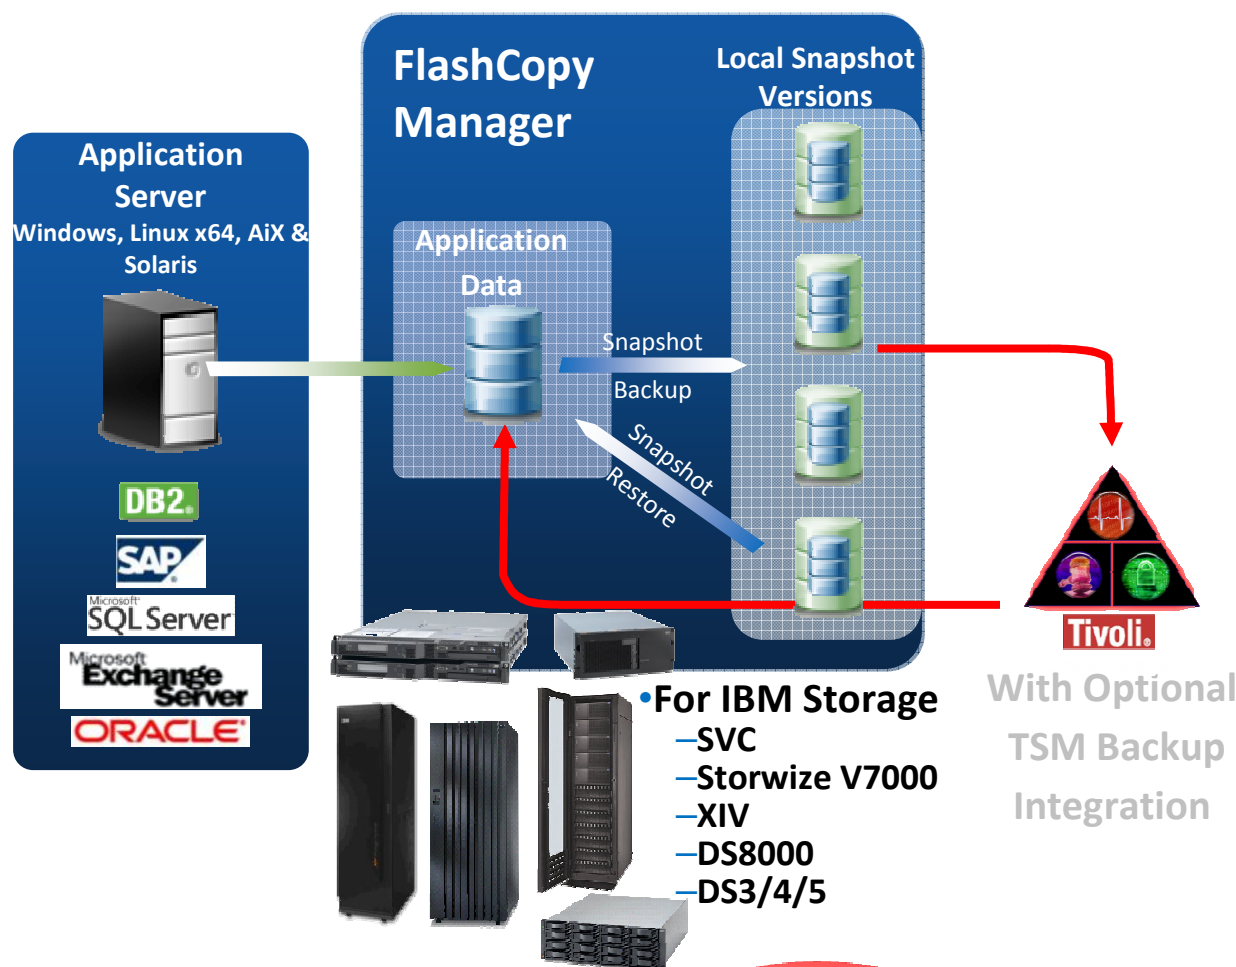 FlashCopy
Manager
Local Snapshot
Versions
Application
Server
Windows, Linux x64, AiX &
Solaris
Application
Data
Snapshot
Backup
Snapshot
Restore
DB2.
SAP
Microsoft
SQL Server
Microsoft
Exchange
Server
ORACLE
Tivoli.
With Optional
TSM Backup
Integration
•For IBM Storage
–SVC
–Storwize V7000
–XIV
–DS8000
–DS3/4/5